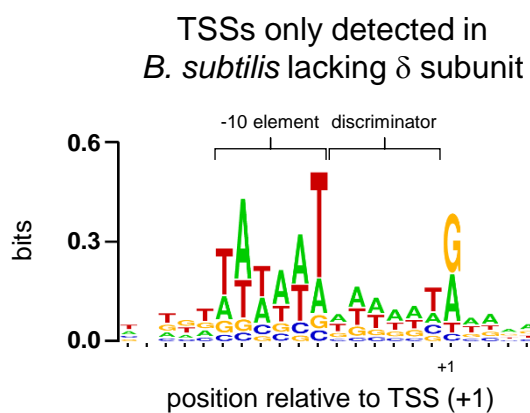 TSSs only detected in
B. subtilis lacking δ subunit
-10 element discriminator
0.6
0.3
0.0
bits
+1
position relative to TSS (+1)